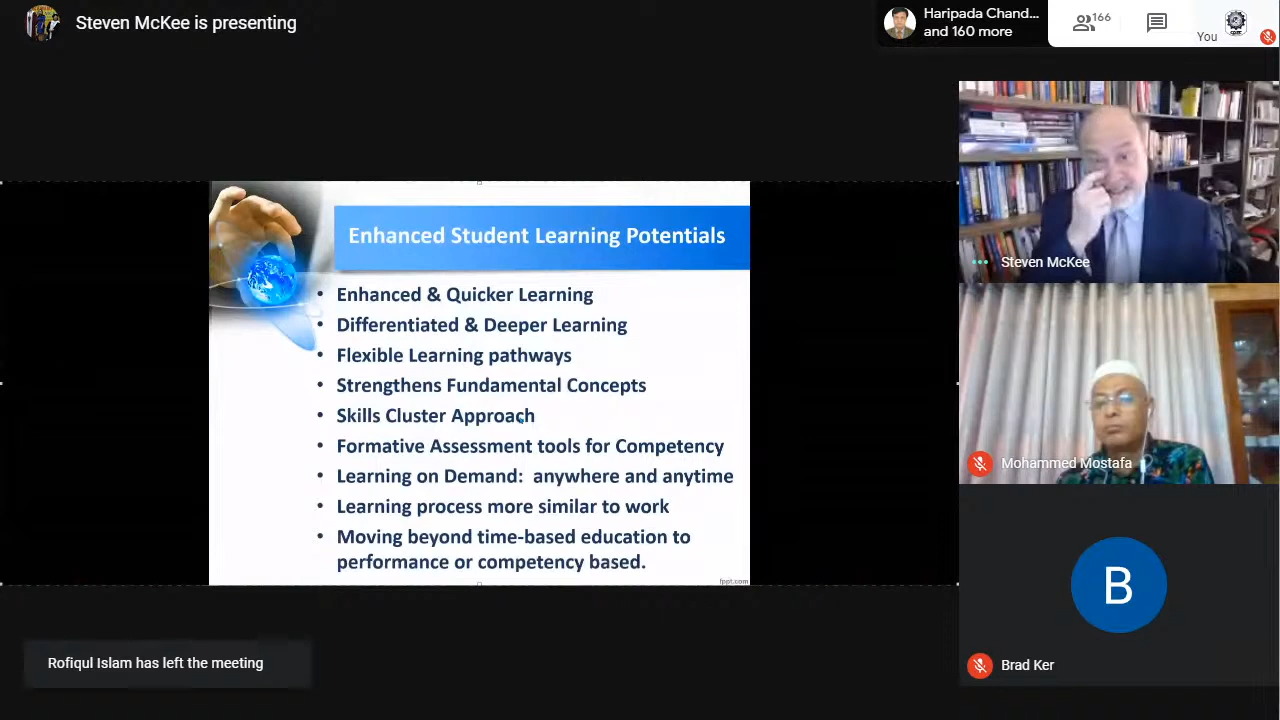 Steven McKee is presenting
Haripada Chand...
and 160 more
166
You
Enhanced Student Learning Potentials
• Enhanced & Quicker Learning
• Differentiated & Deeper Learning
• Flexible Learning pathways
• Strengthens Fundamental Concepts
• Skills Cluster Approach
• Formative Assessment tools for Competency
• Learning on Demand:  anywhere and anytime
• Learning process more similar to work
• Moving beyond time-based education to
performance or competency based.
fppt.com
Steven McKee
Mohammed Mostafa
B
Brad Ker
Rofiqul Islam has left the meeting